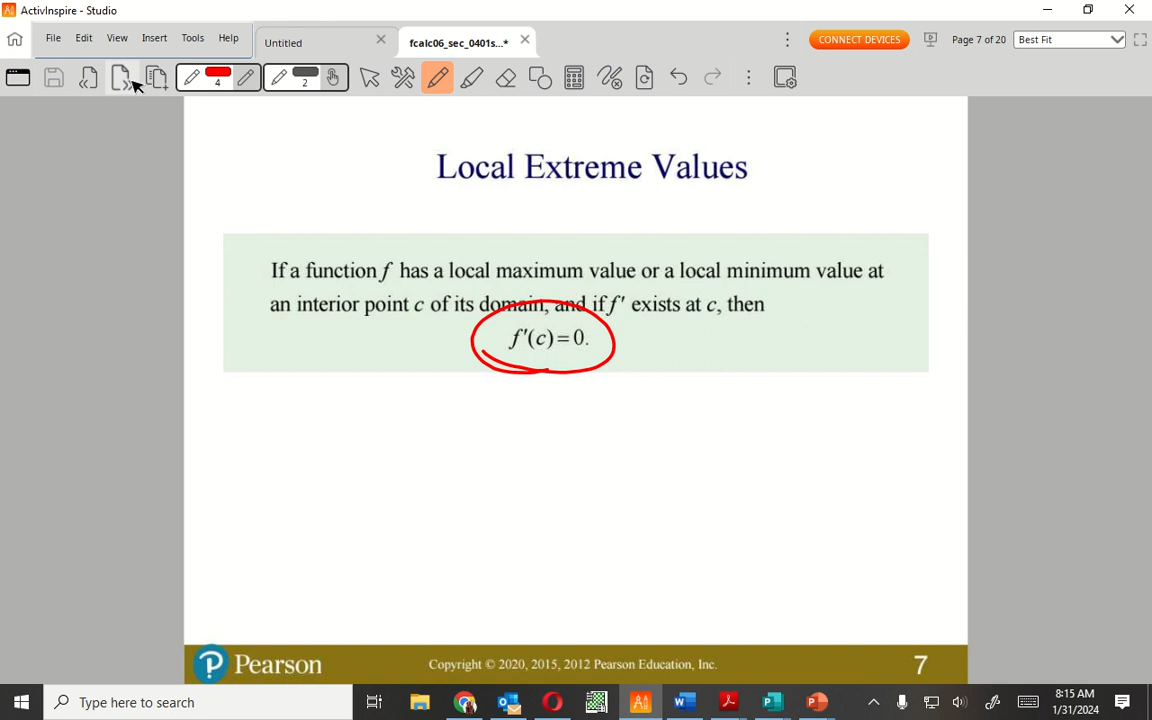 ActivInspire - Studio
File Edit View Insert Tools Help
Untitled
fcalc06_sec_0401s...*
CONNECT DEVICES
Page 7 of 20
Best Fit
4
2
Local Extreme Values
If a function f has a local maximum value or a local minimum value at
an interior point c of its domain, and if f′ exists at c, then
f′(c) = 0.
Pearson
Copyright © 2020, 2015, 2012 Pearson Education, Inc.
7
Type here to search
8:15 AM
1/31/2024